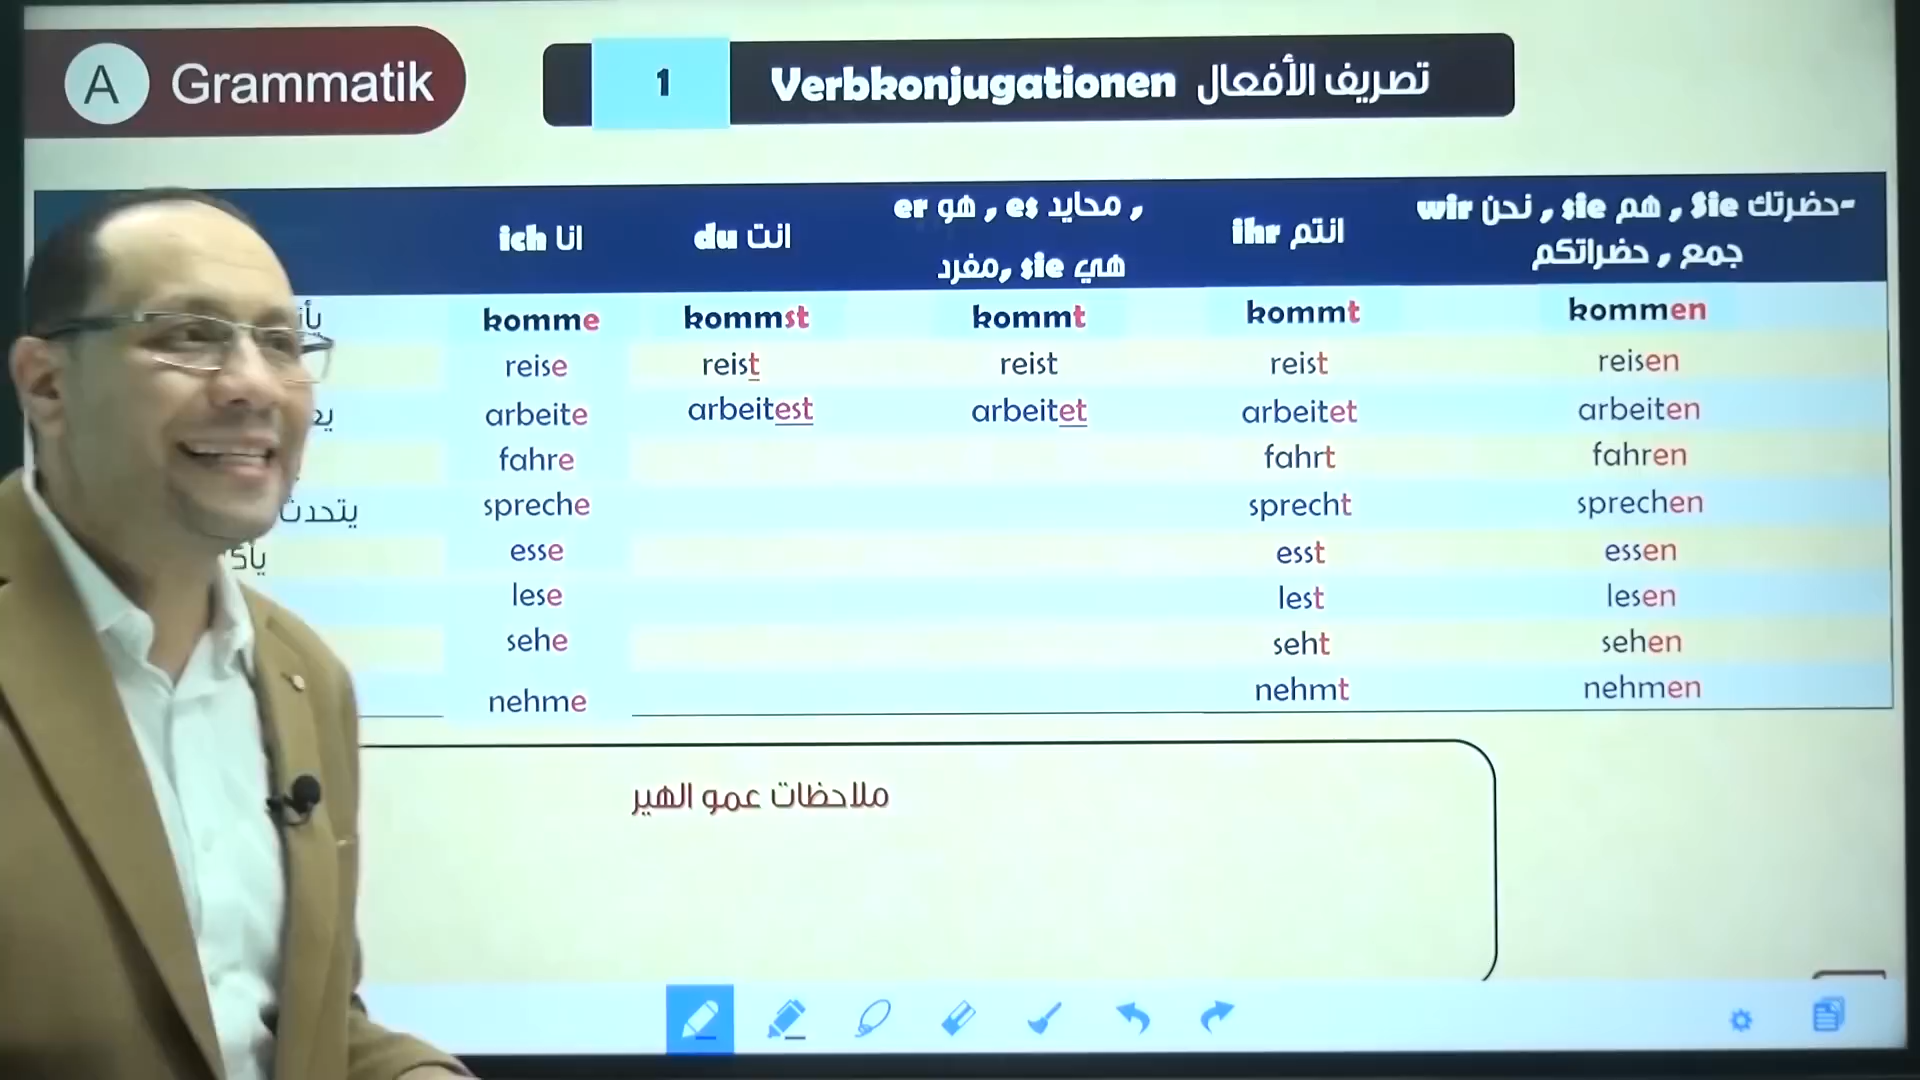 A Grammatik
1 Verbkonjugationen تصريف الأفعال
ich انا
du انت
er هو , es محايد ,
هي sie ,مفرد
ihr انتم
wir نحن , sie هم , Sie حضرتك-
جمع , حضراتكم
komme kommst kommt kommt kommen
reise reist reist reist reisen
arbeite arbeitest arbeitet arbeitet arbeiten
fahre fahrt fahren
يتحدث spreche sprecht sprechen
esse esst essen
lese lest lesen
sehe seht sehen
nehme nehmt nehmen
ملاحظات عمو الهير